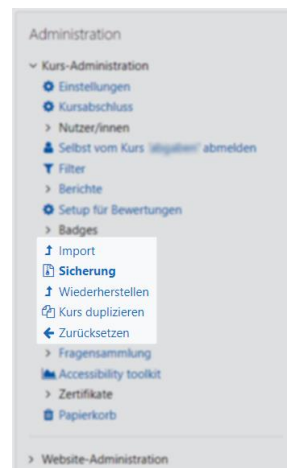 Administration
Kurs-Administration
Einstellungen
Kursabschluss
Nutzer/innen
Selbst vom Kurs abmelden
Filter
Berichte
Setup für Bewertungen
Badges
Import
Sicherung
Wiederherstellen
Kurs duplizieren
Zurücksetzen
Fragensammlung
Accessibility toolkit
Zertifikate
Papierkorb
Website-Administration